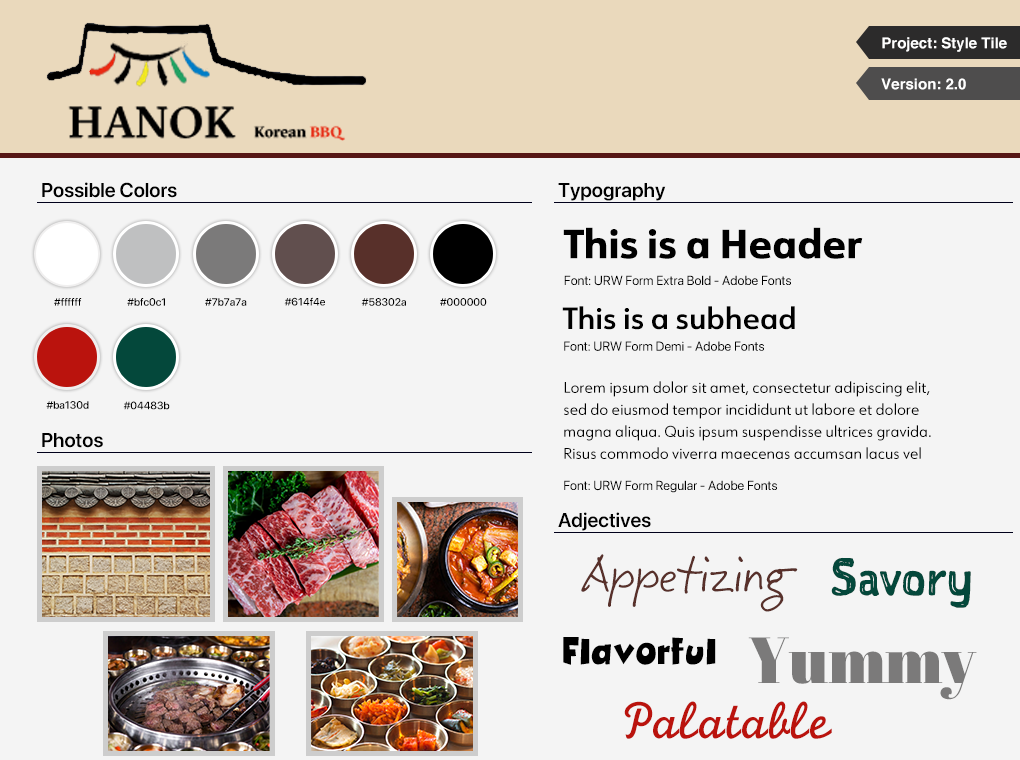 HANOK Korean BBQ
Project: Style Tile
Version: 2.0
Possible Colors
#ffffff #bfc0c1 #7b7a7a #614f4e #58302a #000000
#ba130d #04483b
Photos
Typography
This is a Header
Font: URW Form Extra Bold - Adobe Fonts
This is a subhead
Font: URW Form Demi - Adobe Fonts
Lorem ipsum dolor sit amet, consectetur adipiscing elit,
sed do eiusmod tempor incididunt ut labore et dolore
magna aliqua. Quis ipsum suspendisse ultrices gravida.
Risus commodo viverra maecenas accumsan lacus vel
Font: URW Form Regular - Adobe Fonts
Adjectives
Appetizing Savory
Flavorful Yummy
Palatable